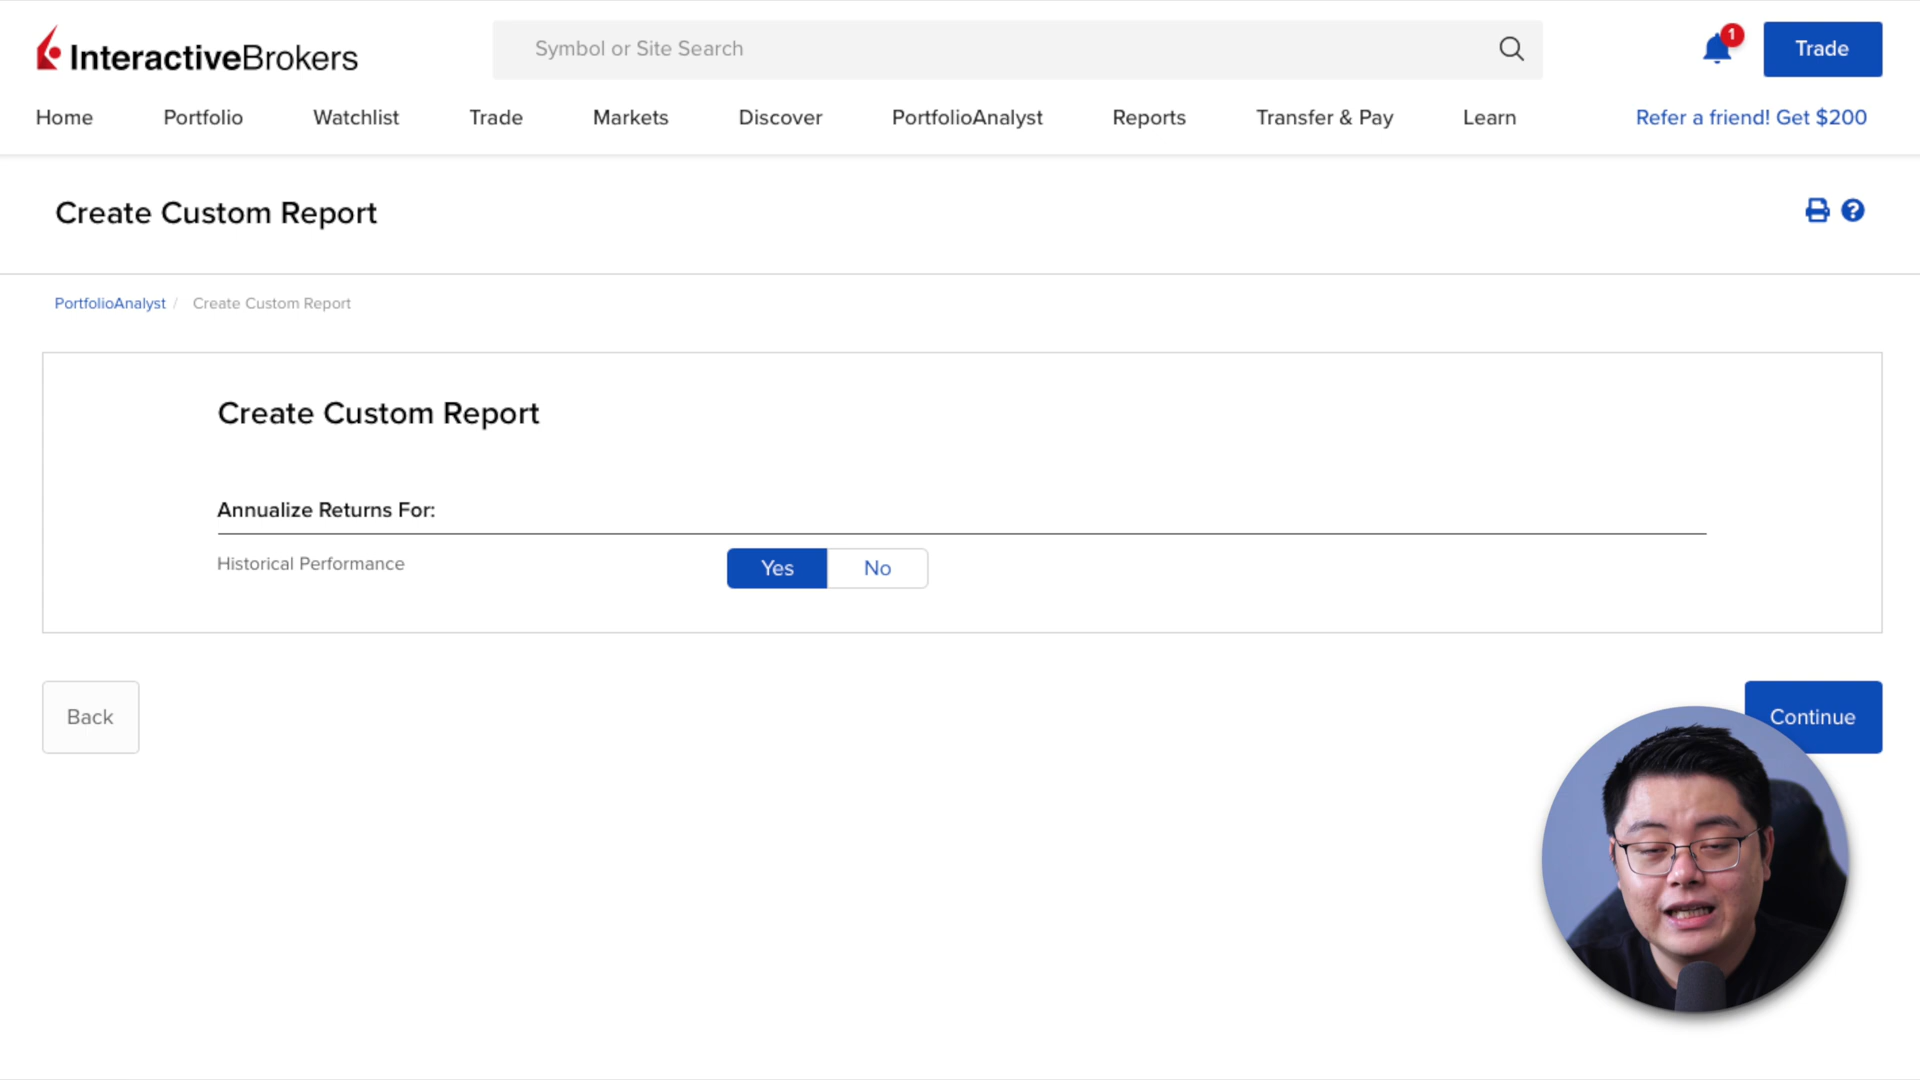 InteractiveBrokers
Symbol or Site Search
1
Trade
Home
Portfolio
Watchlist
Trade
Markets
Discover
PortfolioAnalyst
Reports
Transfer & Pay
Learn
Refer a friend! Get $200
Create Custom Report
?
PortfolioAnalyst / Create Custom Report
Create Custom Report
Annualize Returns For:
Historical Performance
Yes
No
Back
Continue